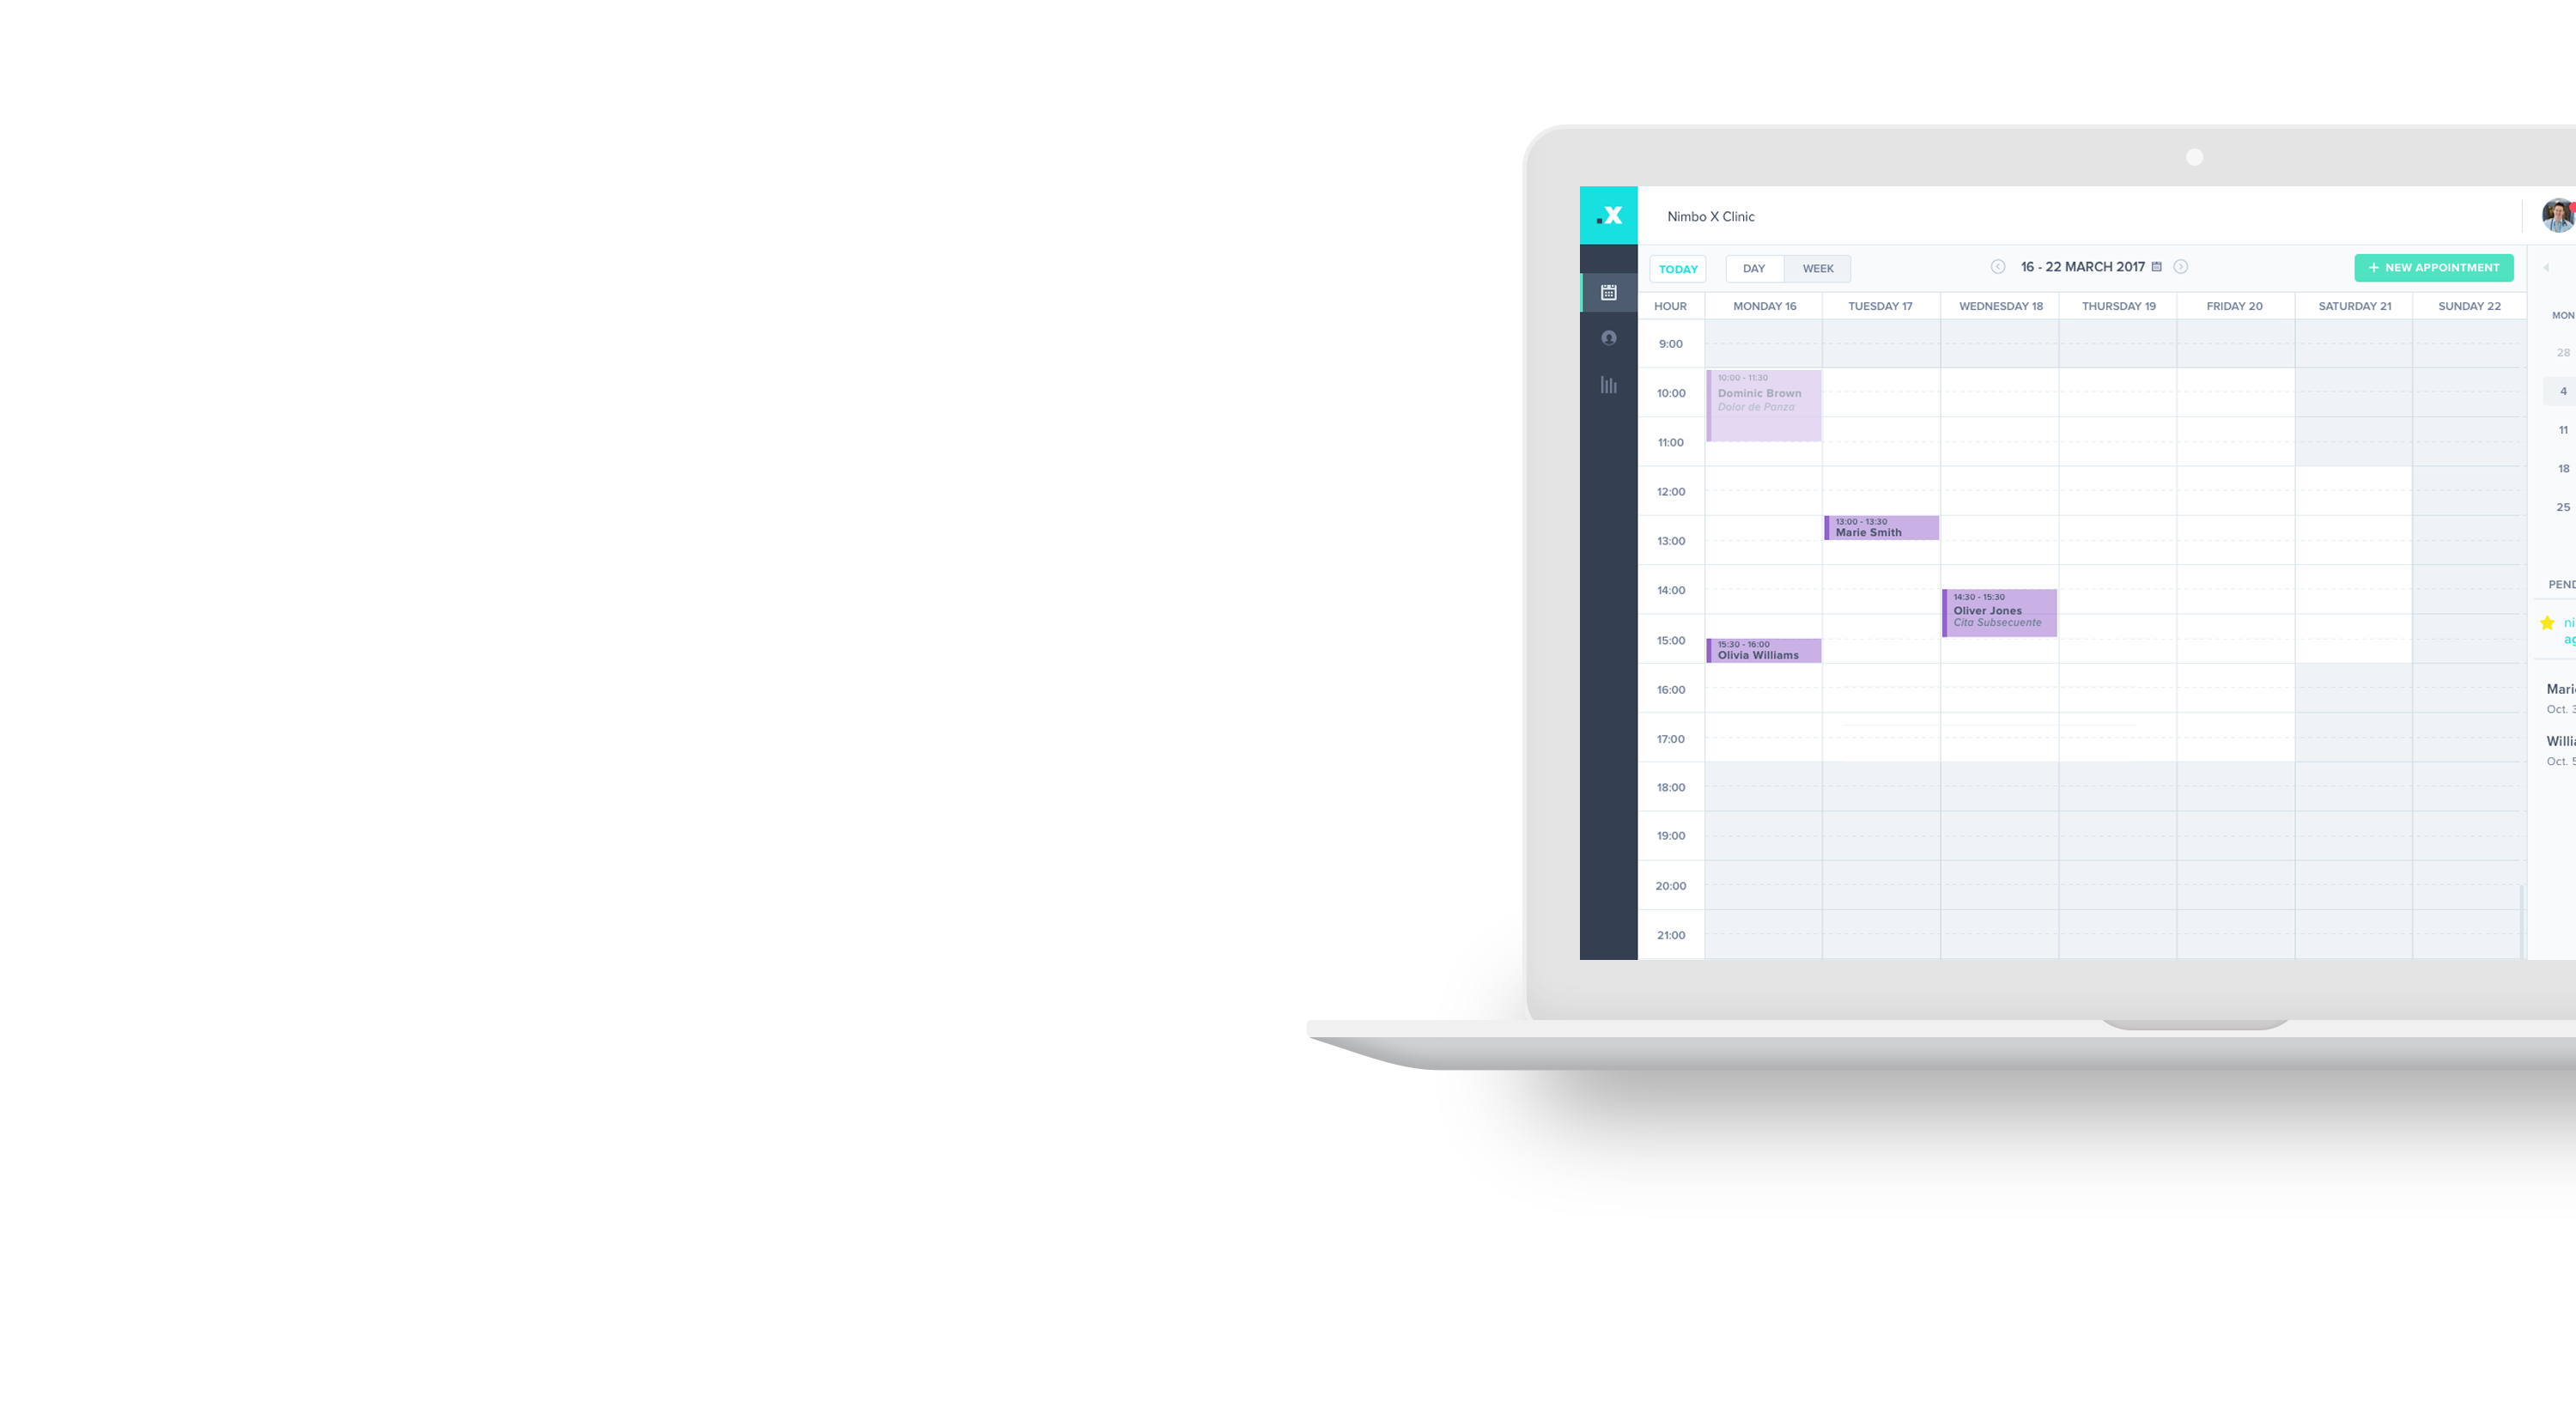 .X
Nimbo X Clinic
TODAY
DAY
WEEK
16 - 22 MARCH 2017
+ NEW APPOINTMENT
HOUR
MONDAY 16
TUESDAY 17
WEDNESDAY 18
THURSDAY 19
FRIDAY 20
SATURDAY 21
SUNDAY 22
9:00
10:00
11:00
12:00
13:00
14:00
15:00
16:00
17:00
18:00
19:00
20:00
21:00
10:00 - 11:30
Dominic Brown
Dolor de Panza
15:30 - 16:00
Olivia Williams
13:00 - 13:30
Marie Smith
14:30 - 15:30
Oliver Jones
Cita Subsecuente
MON
28
4
11
18
25
PEND
ni
ag
Mari
Oct. 3
Willia
Oct. 5